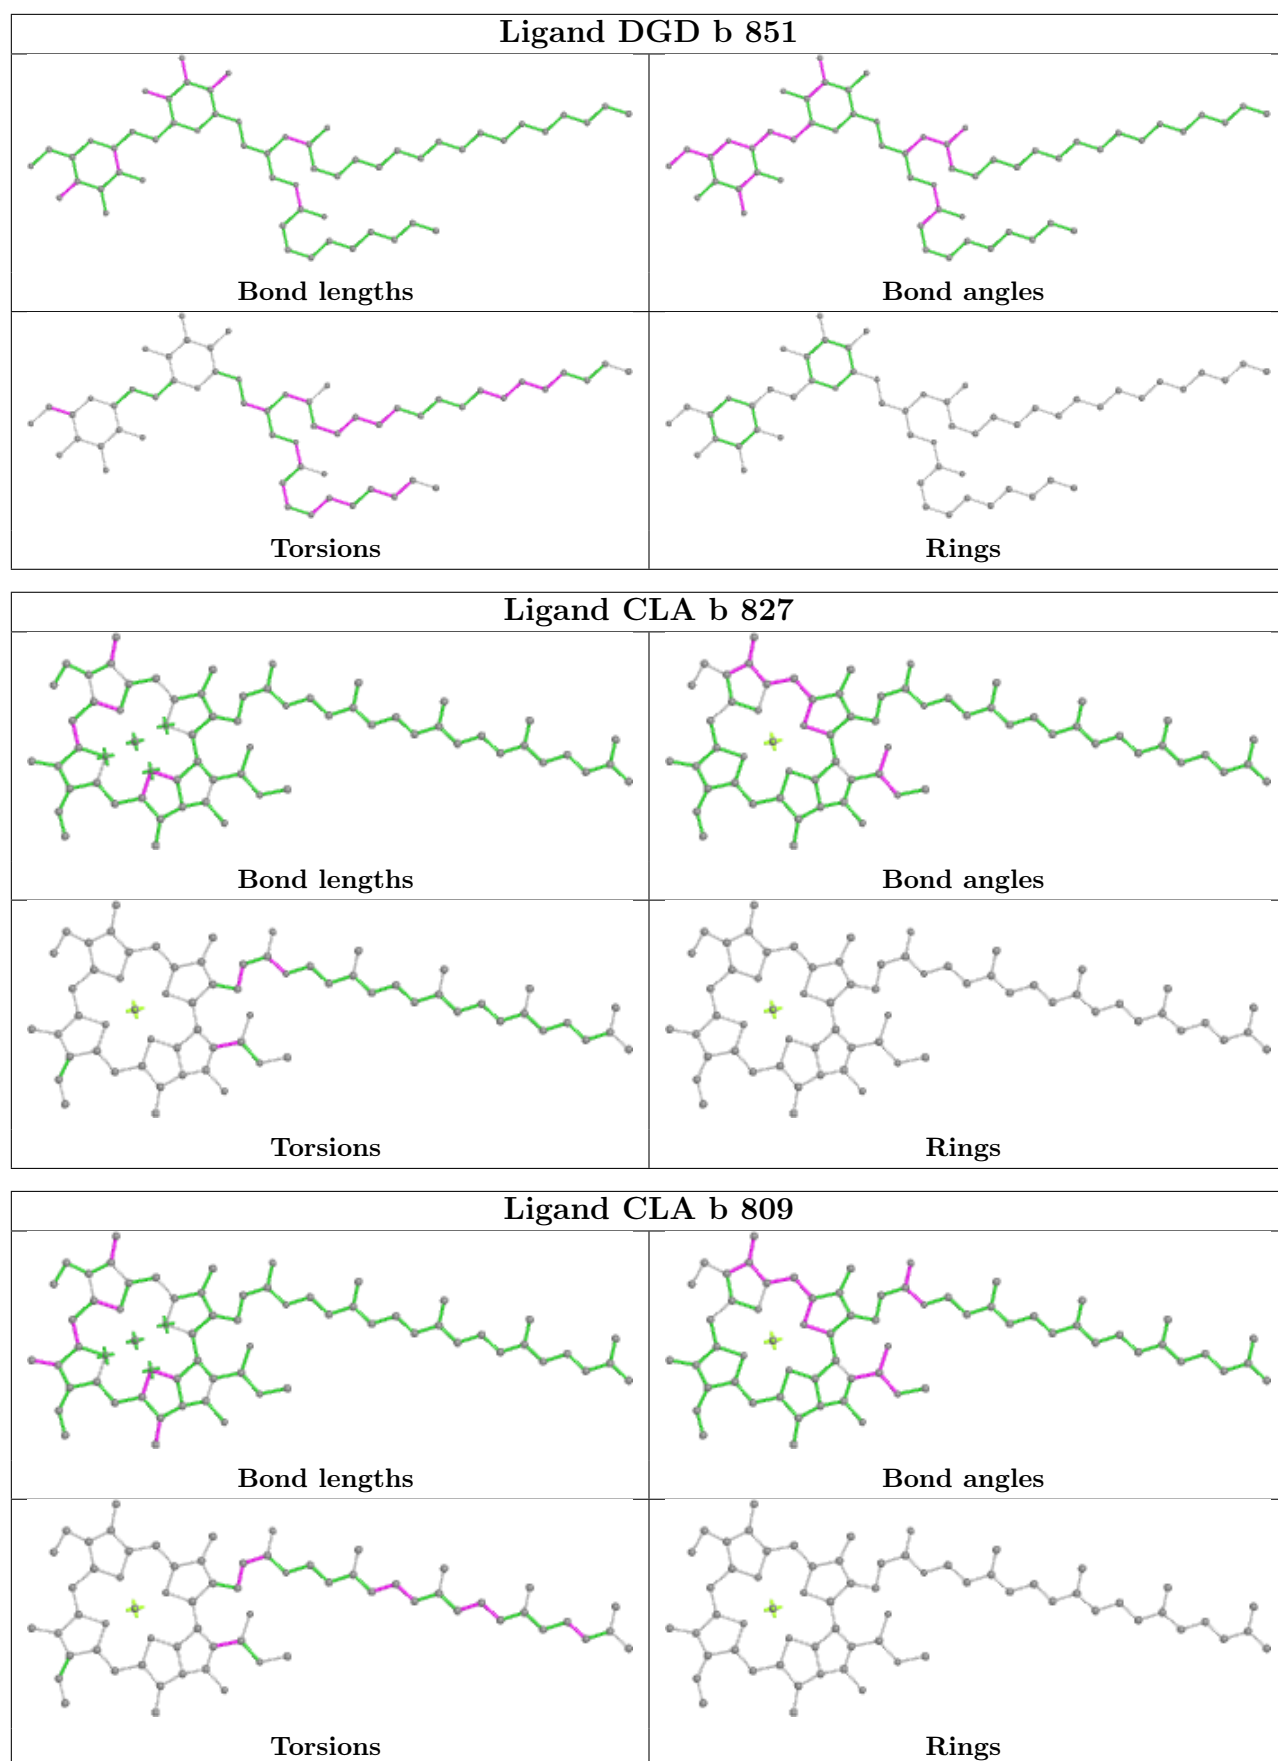 Ligand DGD b 851
Bond lengths
Bond angles
Torsions
Rings
Ligand CLA b 827
Bond lengths
Bond angles
Torsions
Rings
Ligand CLA b 809
Bond lengths
Bond angles
Torsions
Rings